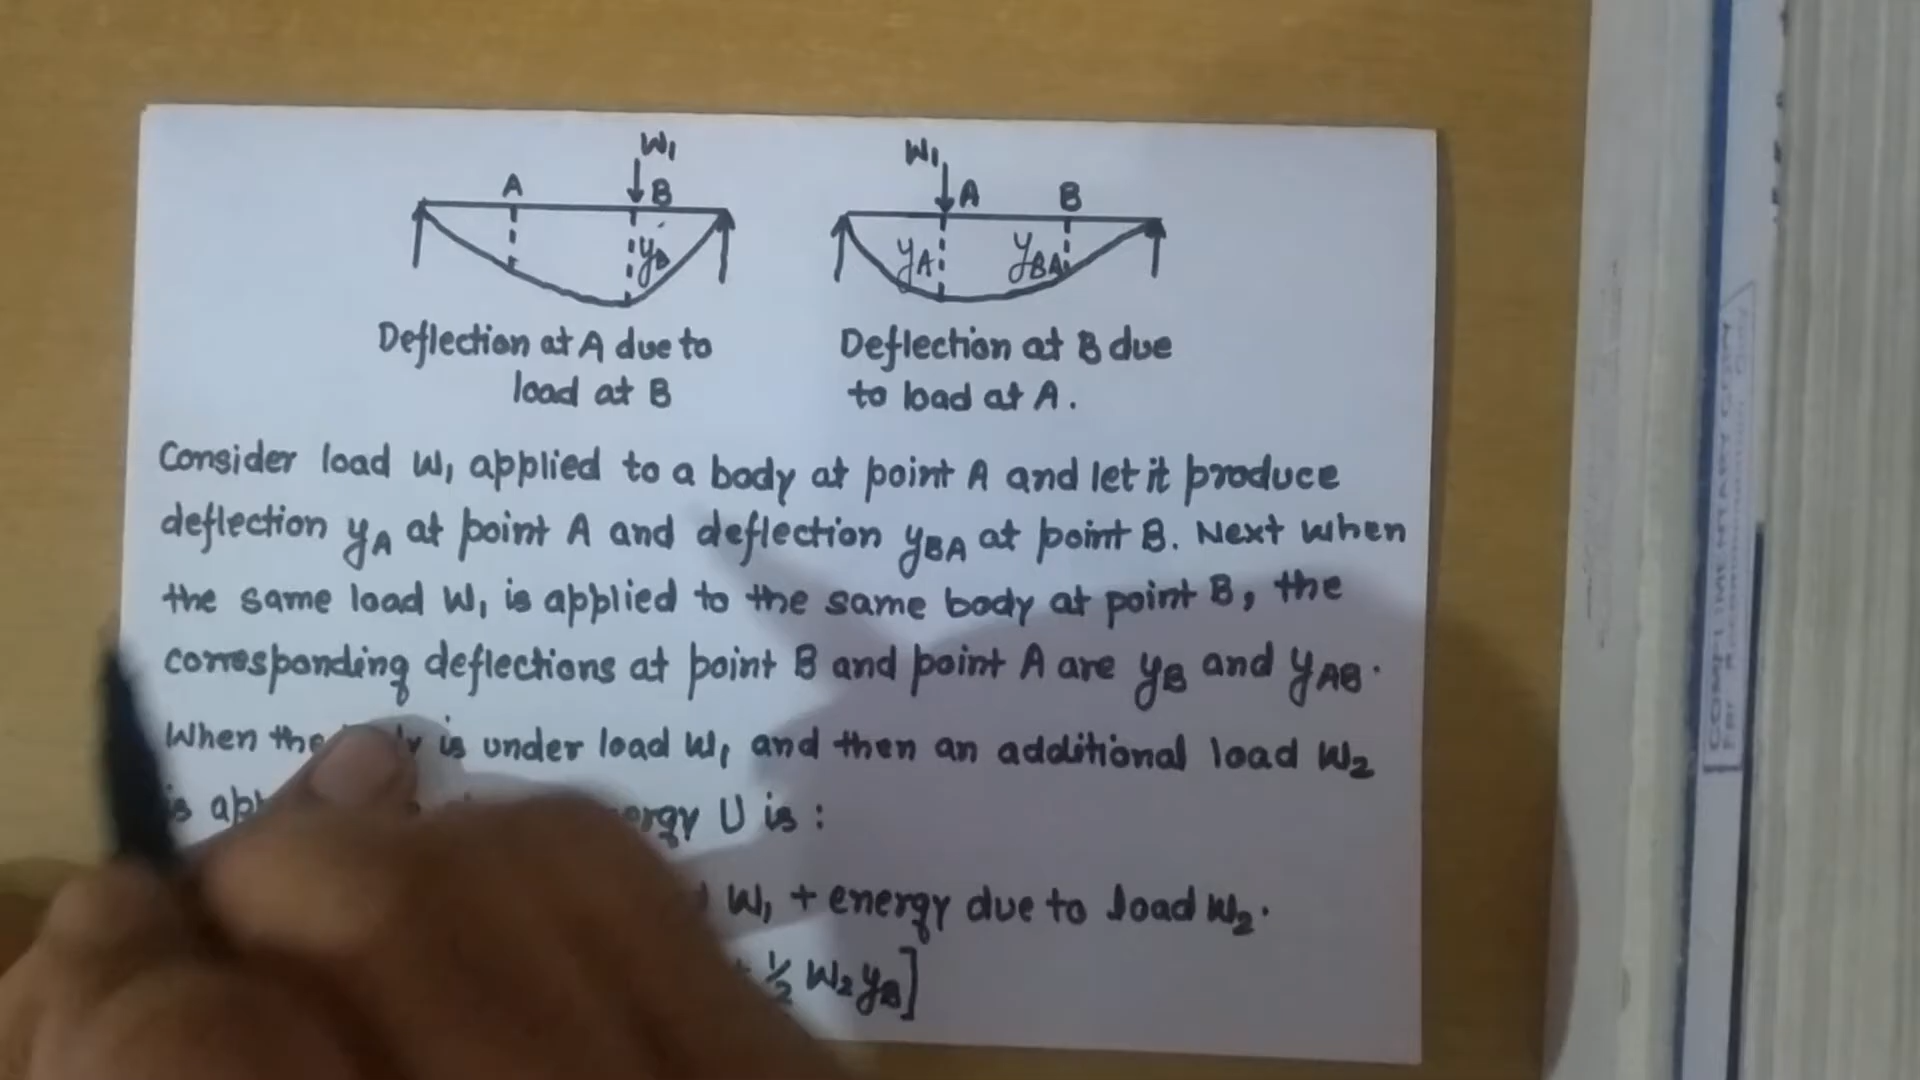 W₁
A
B
yB
W₁
A
B
yA
yBA
Deflection at A due to
load at B
Deflection at B due
to load at A.
Consider load W₁ applied to a body at point A and let it produce
deflection yA at point A and deflection yBA at point B. Next when
the same load W₁ is applied to the same body at point B, the
corresponding deflections at point B and point A are yB and yAB.
When the is under load W₁ and then an additional load W₂
is U is :
W₁ + energy due to load W₂.
½ W₂ yB]
COMPLIMENTARY COPY